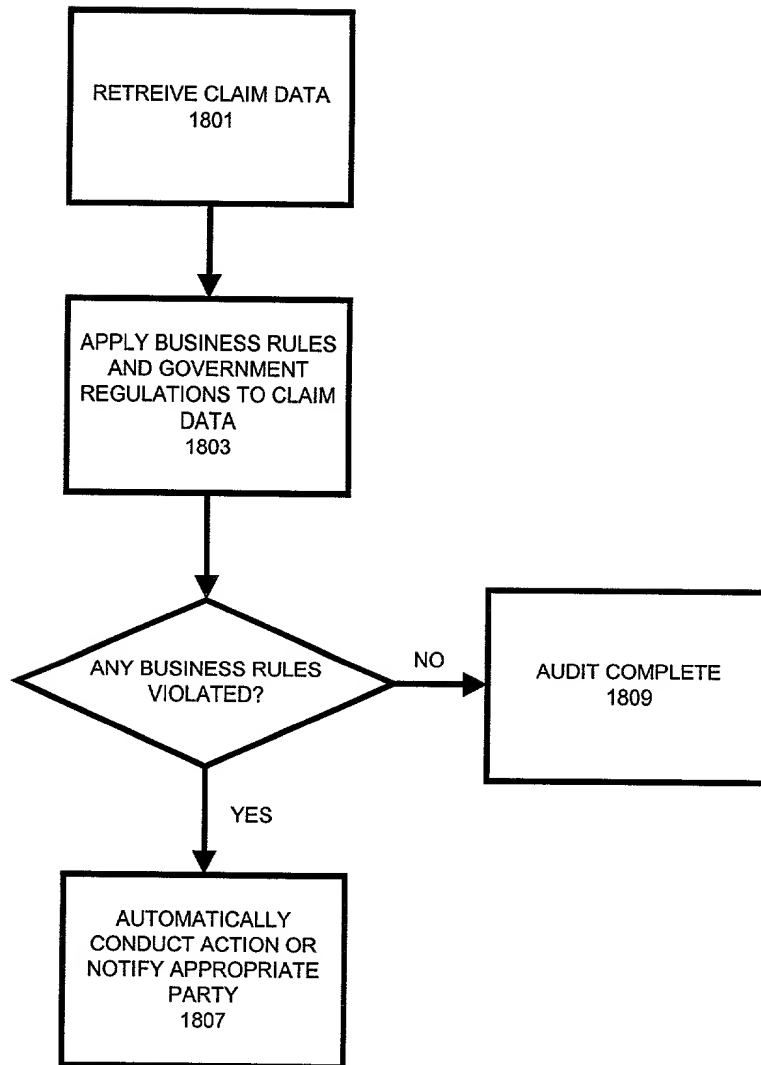 RETREIVE CLAIM DATA
1801
APPLY BUSINESS RULES
AND GOVERNMENT
REGULATIONS TO CLAIM
DATA
1803
ANY BUSINESS RULES
VIOLATED?
NO
AUDIT COMPLETE
1809
YES
AUTOMATICALLY
CONDUCT ACTION OR
NOTIFY APPROPRIATE
PARTY
1807